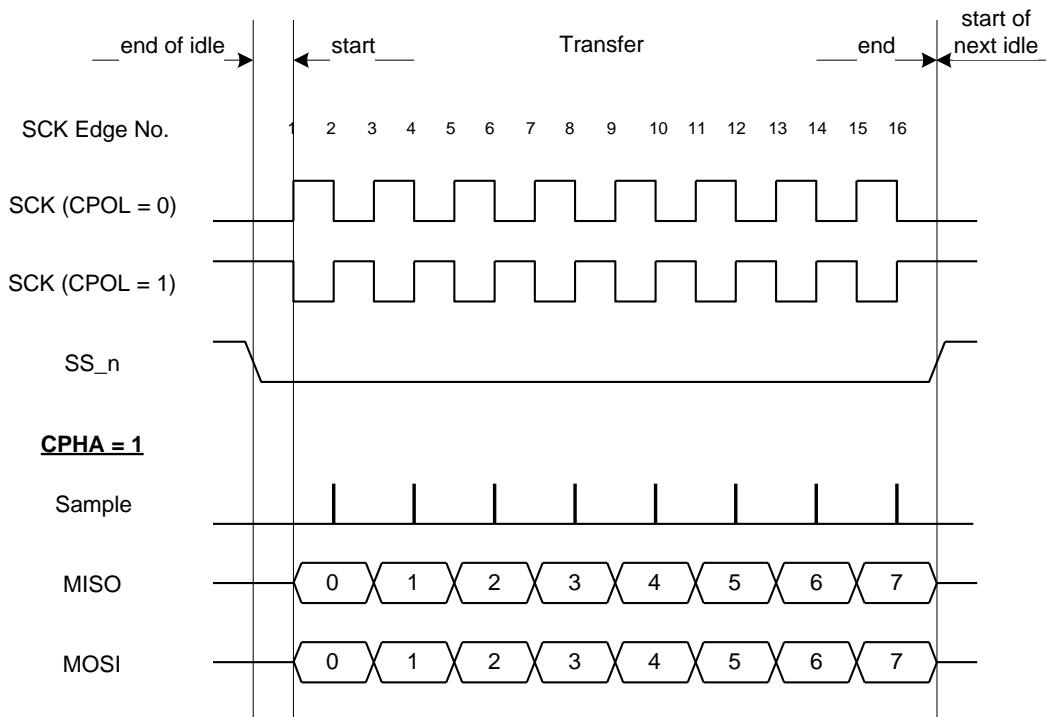 start of
end of idle start Transfer end next idle
SCK Edge No. 1 2 3 4 5 6 7 8 9 10 11 12 13 14 15 16
SCK (CPOL = 0)
SCK (CPOL = 1)
SS_n
CPHA = 1
Sample
MISO 0 1 2 3 4 5 6 7
MOSI 0 1 2 3 4 5 6 7